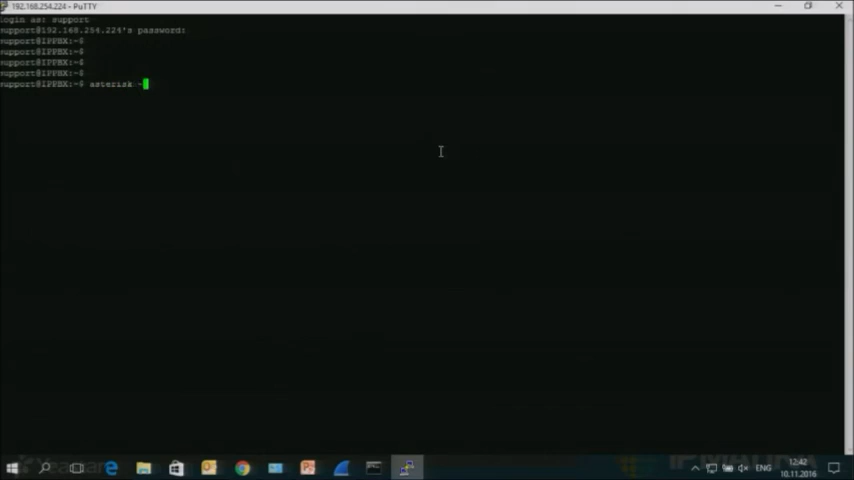 192.168.254.224 - PuTTY
login as: support
support@192.168.254.224's password:
support@IPPBX:~$
support@IPPBX:~$
support@IPPBX:~$
support@IPPBX:~$
support@IPPBX:~$ asterisk -
ENG
12:42
10.11.2016